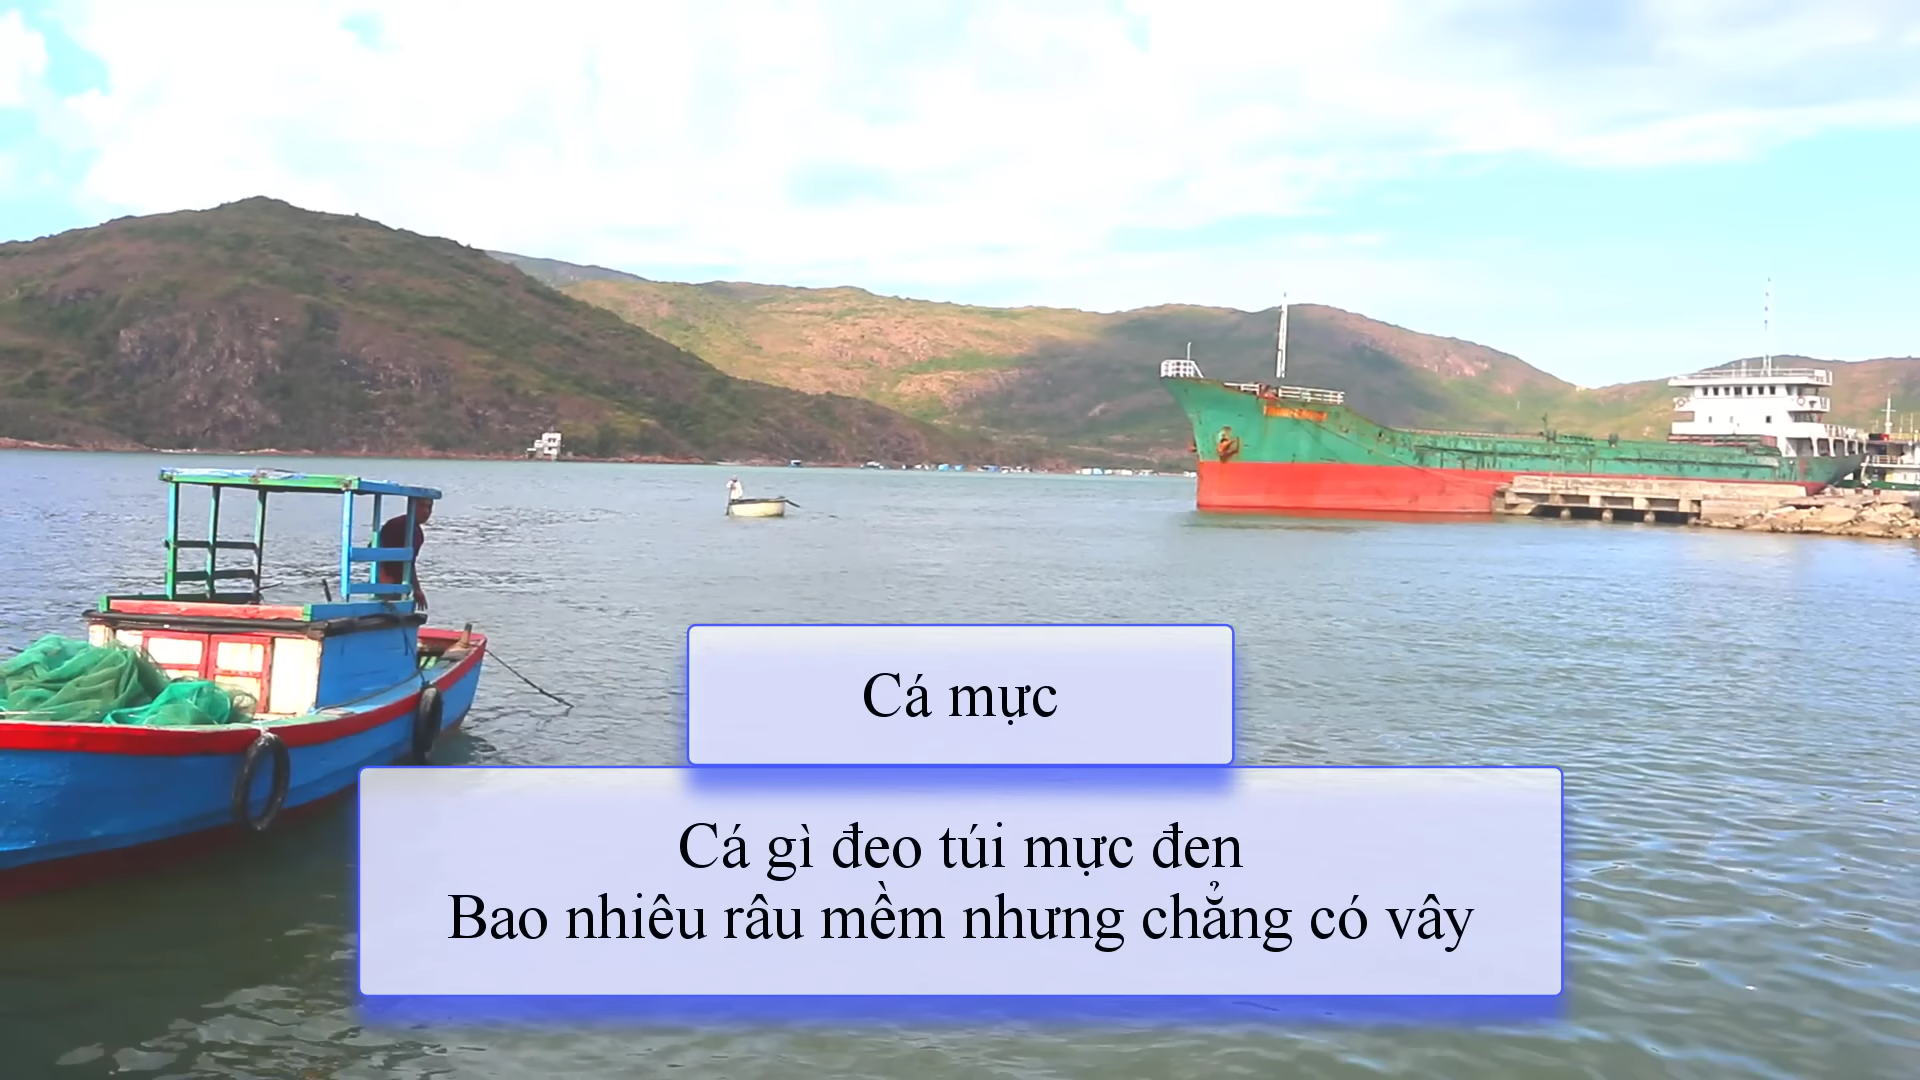 Cá mực
Cá gì đeo túi mực đen
Bao nhiêu râu mềm nhưng chẳng có vây